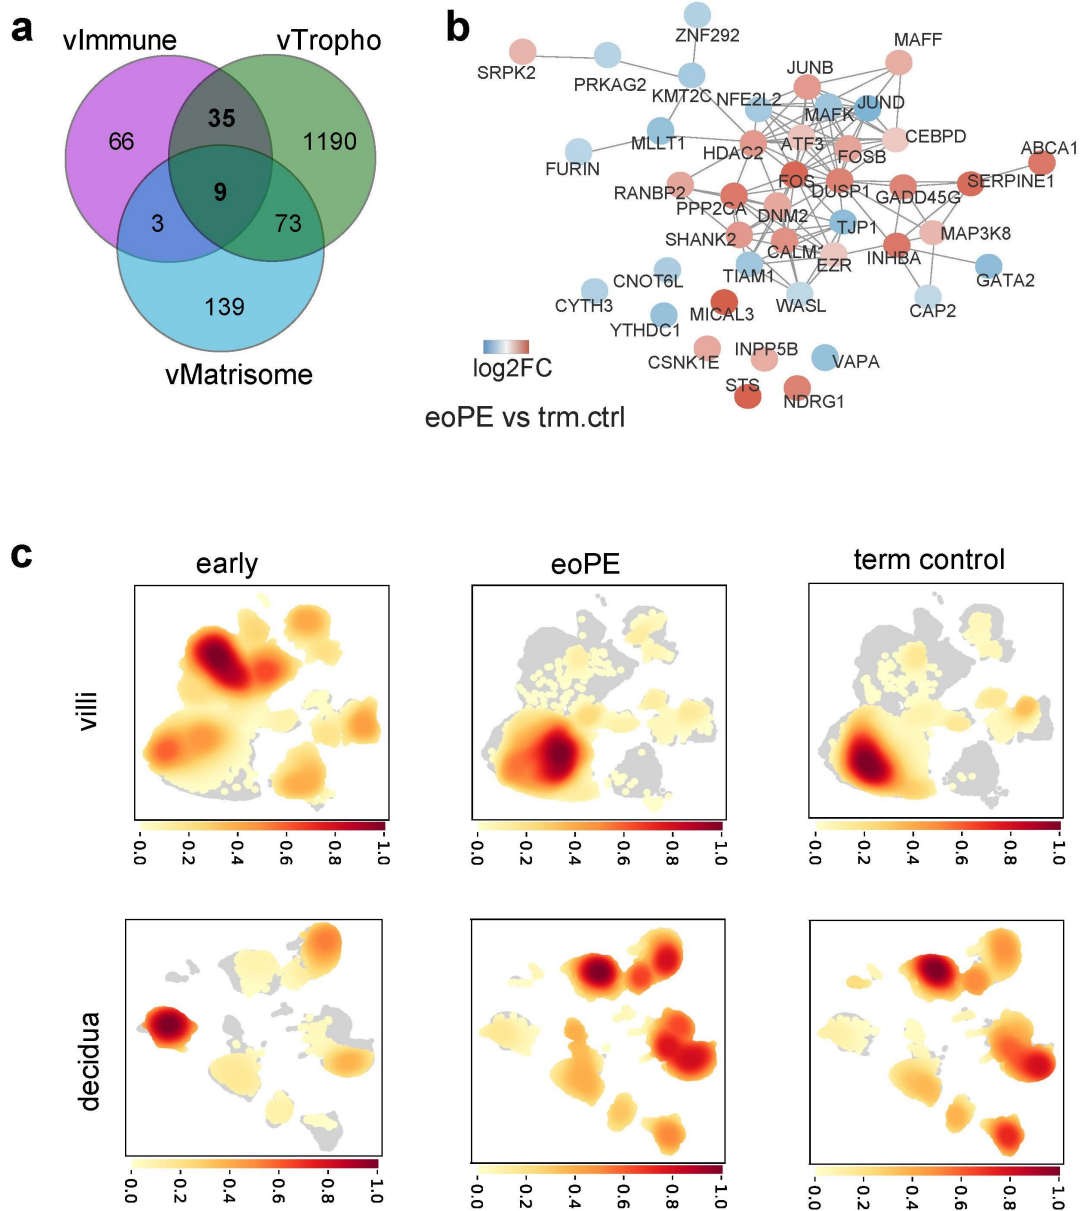 a
vImmune
vTropho
66
35
1190
9
3
73
139
vMatrisome
b
ZNF292
MAFF
SRPK2
PRKAG2
JUNB
KMT2C
NFE2L2
MAFK
JUND
MLLT1
HDAC2
ATF3
FOSB
CEBPD
FURIN
ABCA1
RANBP2
FOS
DUSP1
GADD45G
SERPINE1
PPP2CA
DNM2
TJP1
SHANK2
CALM1
MAP3K8
EZR
INHBA
TIAM1
CNOT6L
GATA2
CYTH3
MICAL3
WASL
CAP2
YTHDC1
CSNK1E
INPP5B
VAPA
log2FC
STS
NDRG1
eoPE vs trm.ctrl
c
early
eoPE
term control
villi
0.0 0.2 0.4 0.6 0.8 1.0
0.0 0.2 0.4 0.6 0.8 1.0
0.0 0.2 0.4 0.6 0.8 1.0
decidua
0.0 0.2 0.4 0.6 0.8 1.0
0.0 0.2 0.4 0.6 0.8 1.0
0.0 0.2 0.4 0.6 0.8 1.0